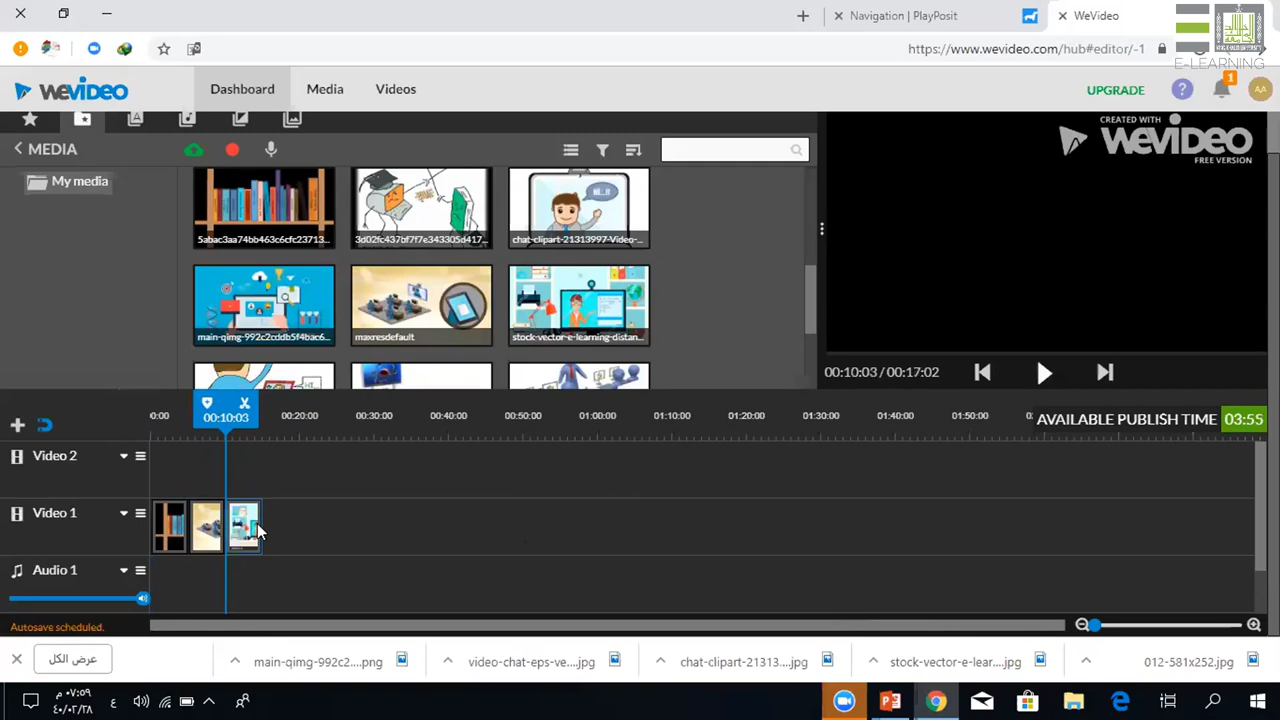 Navigation | PlayPosit
WeVideo
https://www.wevideo.com/hub#editor/-1
E-LEARNING
WEVIDEO
Dashboard
Media
Videos
UPGRADE
?
1
AA
MEDIA
My media
CREATED WITH
WEVIDEO
FREE VERSION
5abac3aa74bb463c6cfc23713...
3d02fc437bf7f7e343305d417...
chat-clipart-21313997-Video-...
main-qimg-992c2cddb5f4bac6...
maxresdefault
stock-vector-e-learning-distan...
00:10:03 / 00:17:02
0:00
00:10:03
00:20:00
00:30:00
00:40:00
00:50:00
01:00:00
01:10:00
01:20:00
01:30:00
01:40:00
01:50:00
AVAILABLE PUBLISH TIME
03:55
Video 2
Video 1
Audio 1
Autosave scheduled.
عرض الكل
main-qimg-992c2....png
video-chat-eps-ve....jpg
chat-clipart-21313....jpg
stock-vector-e-lear....jpg
012-581x252.jpg
٠٧:٥٩ م
٤٠/٠٢/٢٨
ع